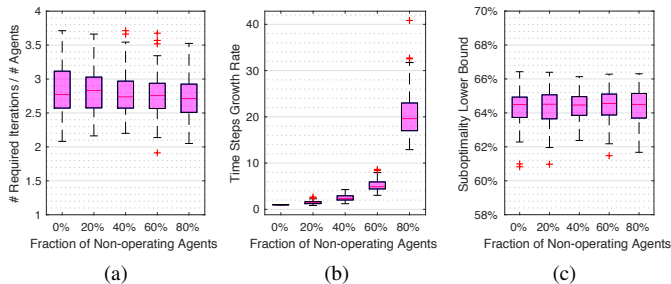 # Required Iterations / # Agents
4
3.5
3
2.5
2
1.5
1
0% 20% 40% 60% 80%
Fraction of Non-operating Agents
(a)
Time Steps Growth Rate
40
30
20
10
0
0% 20% 40% 60% 80%
Fraction of Non-operating Agents
(b)
Suboptimality Lower Bound
70%
68%
66%
64%
62%
60%
58%
0% 20% 40% 60% 80%
Fraction of Non-operating Agents
(c)